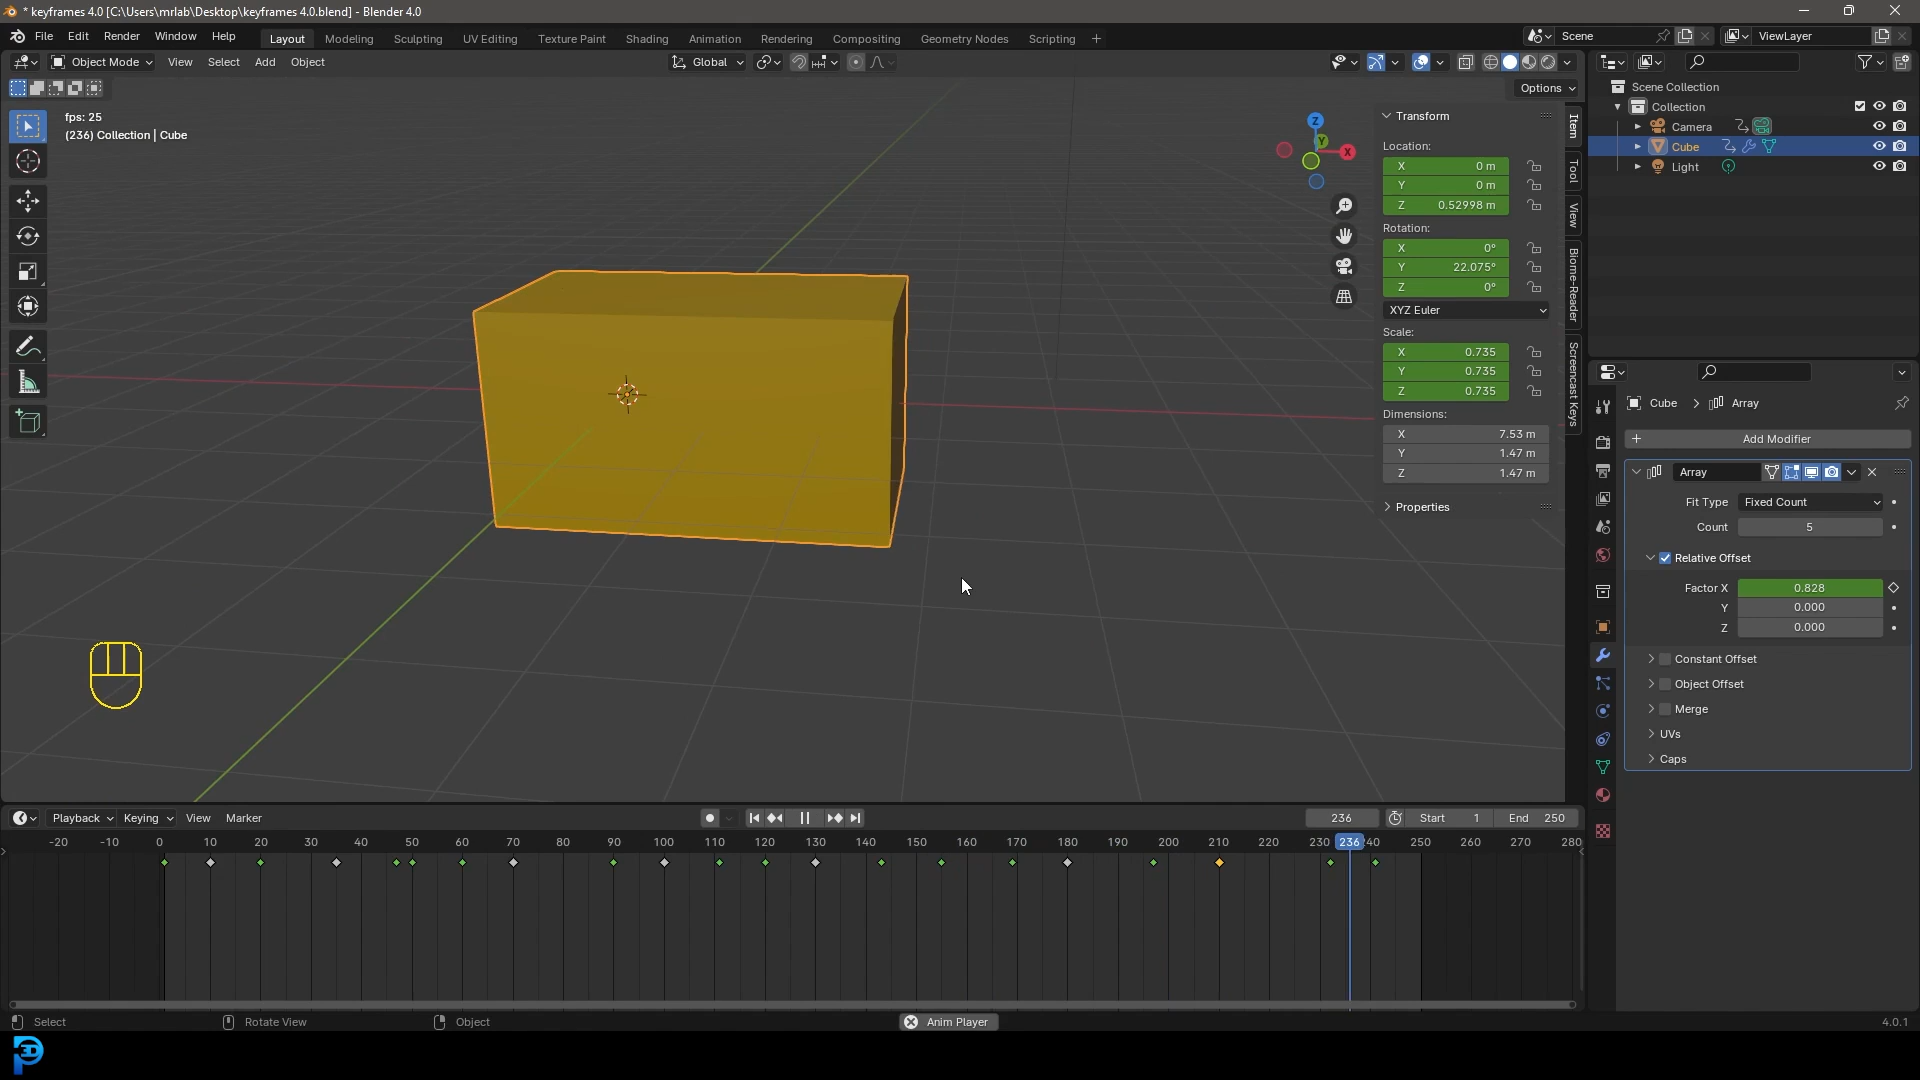 * keyframes 4.0 [C:\Users\mrlab\Desktop\keyframes 4.0.blend] - Blender 4.0
File Edit Render Window Help Layout Modeling Sculpting UV Editing Texture Paint Shading Animation Rendering Compositing Geometry Nodes Scripting + Scene ViewLayer
Object Mode View Select Add Object Global
Options
fps: 25
(236) Collection | Cube
Z
Y
X
Transform
Location:
X 0 m
Y 0 m
Z 0.52998 m
Rotation:
X 0°
Y 22.075°
Z 0°
XYZ Euler
Scale:
X 0.735
Y 0.735
Z 0.735
Dimensions:
X 7.53 m
Y 1.47 m
Z 1.47 m
Properties
Item
Tool
View
Biome-Reader
Screencast Keys
Scene Collection
Collection
Camera
Cube
Light
Cube > Array
+ Add Modifier
Array
Fit Type Fixed Count
Count 5
Relative Offset
Factor X 0.828
Y 0.000
Z 0.000
Constant Offset
Object Offset
Merge
UVs
Caps
Playback Keying View Marker 236 Start 1 End 250
-20 -10 0 10 20 30 40 50 60 70 80 90 100 110 120 130 140 150 160 170 180 190 200 210 220 230 236 40 250 260 270 280
Select Rotate View Object Anim Player 4.0.1
3D